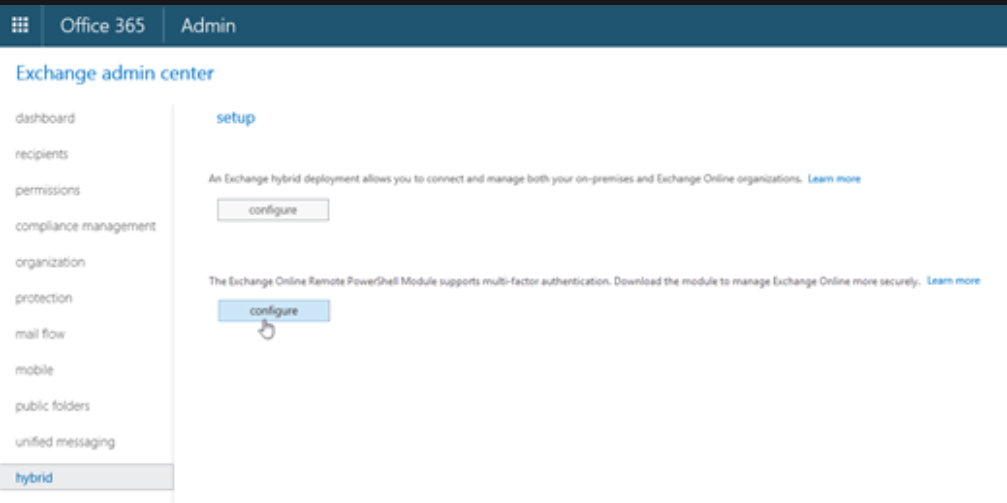 Office 365 Admin
Exchange admin center
dashboard
recipients
permissions
compliance management
organization
protection
mail flow
mobile
public folders
unified messaging
hybrid
setup
An Exchange hybrid deployment allows you to connect and manage both your on-premises and Exchange Online organizations. Learn more
configure
The Exchange Online Remote PowerShell Module supports multi-factor authentication. Download the module to manage Exchange Online more securely. Learn more
configure